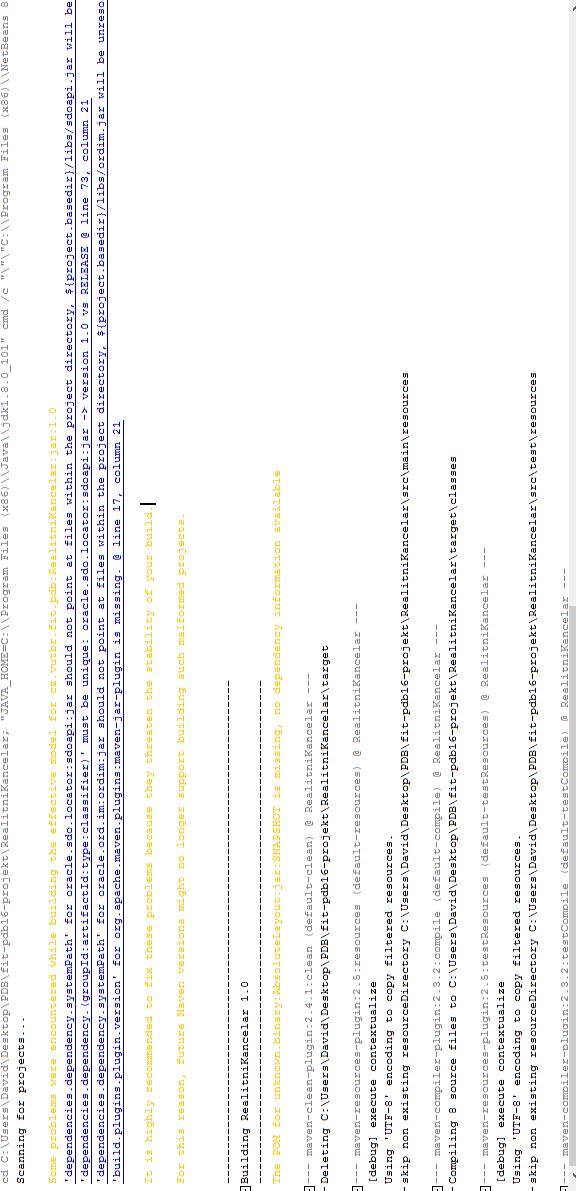 cd C:\Users\David\Desktop\PDB\fit-pdb16-projekt\RealitniKancelar; "JAVA_HOME=C:\\Program Files (x86)\\Java\\jdk1.8.0_101" cmd /c "\"\"C:\\Program Files (x86)\\NetBeans 8
Scanning for projects...
Some problems were encountered while building the effective model for cz.vutbr.fit.pdb:RealitniKancelar:jar:1.0
'dependencies.dependency.systemPath' for oracle.sdo.locator:sdoapi:jar should not point at files within the project directory, ${project.basedir}/libs/sdoapi.jar will be
'dependencies.dependency.(groupId:artifactId:type:classifier)' must be unique: oracle.sdo.locator:sdoapi:jar -> version 1.0 vs RELEASE @ line 73, column 21
'dependencies.dependency.systemPath' for oracle.ord.im:ordim:jar should not point at files within the project directory, ${project.basedir}/libs/ordim.jar will be unreso
'build.plugins.plugin.version' for org.apache.maven.plugins:maven-jar-plugin is missing. @ line 17, column 21
It is highly recommended to fix these problems because they threaten the stability of your build.
For this reason, future Maven versions might no longer support building such malformed projects.
------------------------------------------------------------------------
Building RealitniKancelar 1.0
------------------------------------------------------------------------
The POM for unknown.binary:AbsoluteLayout:jar:SNAPSHOT is missing, no dependency information available
--- maven-clean-plugin:2.4.1:clean (default-clean) @ RealitniKancelar ---
Deleting C:\Users\David\Desktop\PDB\fit-pdb16-projekt\RealitniKancelar\target
--- maven-resources-plugin:2.5:resources (default-resources) @ RealitniKancelar ---
[debug] execute contextualize
Using 'UTF-8' encoding to copy filtered resources.
skip non existing resourceDirectory C:\Users\David\Desktop\PDB\fit-pdb16-projekt\RealitniKancelar\src\main\resources
--- maven-compiler-plugin:2.3.2:compile (default-compile) @ RealitniKancelar ---
Compiling 8 source files to C:\Users\David\Desktop\PDB\fit-pdb16-projekt\RealitniKancelar\target\classes
--- maven-resources-plugin:2.5:testResources (default-testResources) @ RealitniKancelar ---
[debug] execute contextualize
Using 'UTF-8' encoding to copy filtered resources.
skip non existing resourceDirectory C:\Users\David\Desktop\PDB\fit-pdb16-projekt\RealitniKancelar\src\test\resources
--- maven-compiler-plugin:2.3.2:testCompile (default-testCompile) @ RealitniKancelar ---